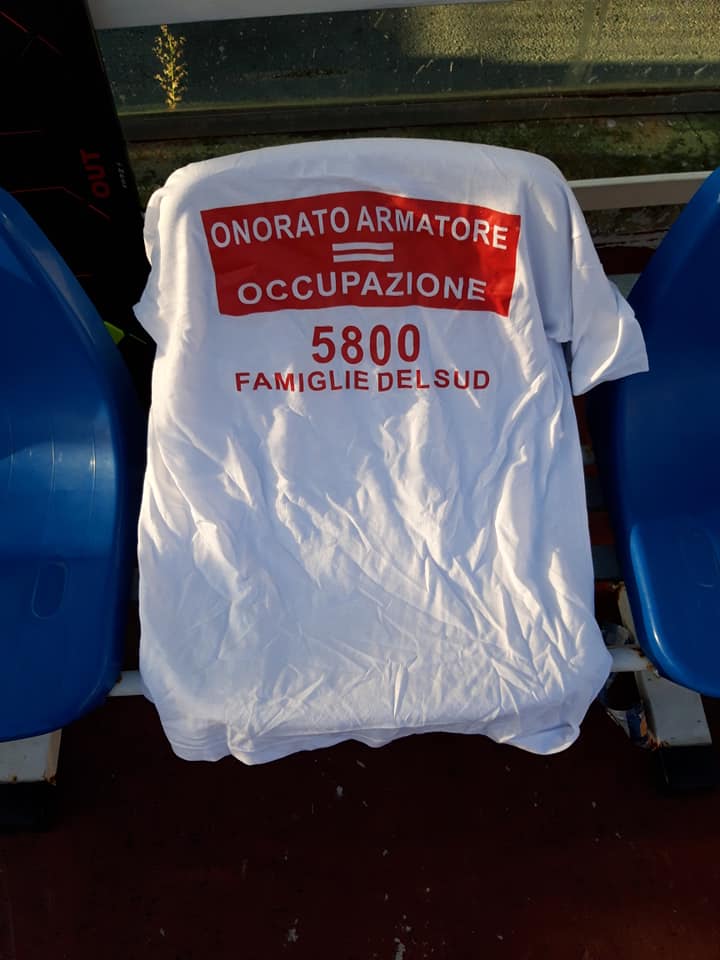 OUT
ONORATO ARMATORE
=
OCCUPAZIONE
5800
FAMIGLIE DEL SUD